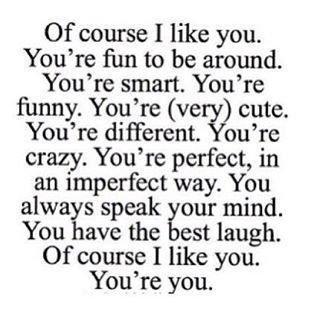 Of course I like you.
You're fun to be around.
You're smart. You're
funny. You're (very) cute.
You're different. You're
crazy. You're perfect, in
an imperfect way. You
always speak your mind.
You have the best laugh.
Of course I like you.
You're you.